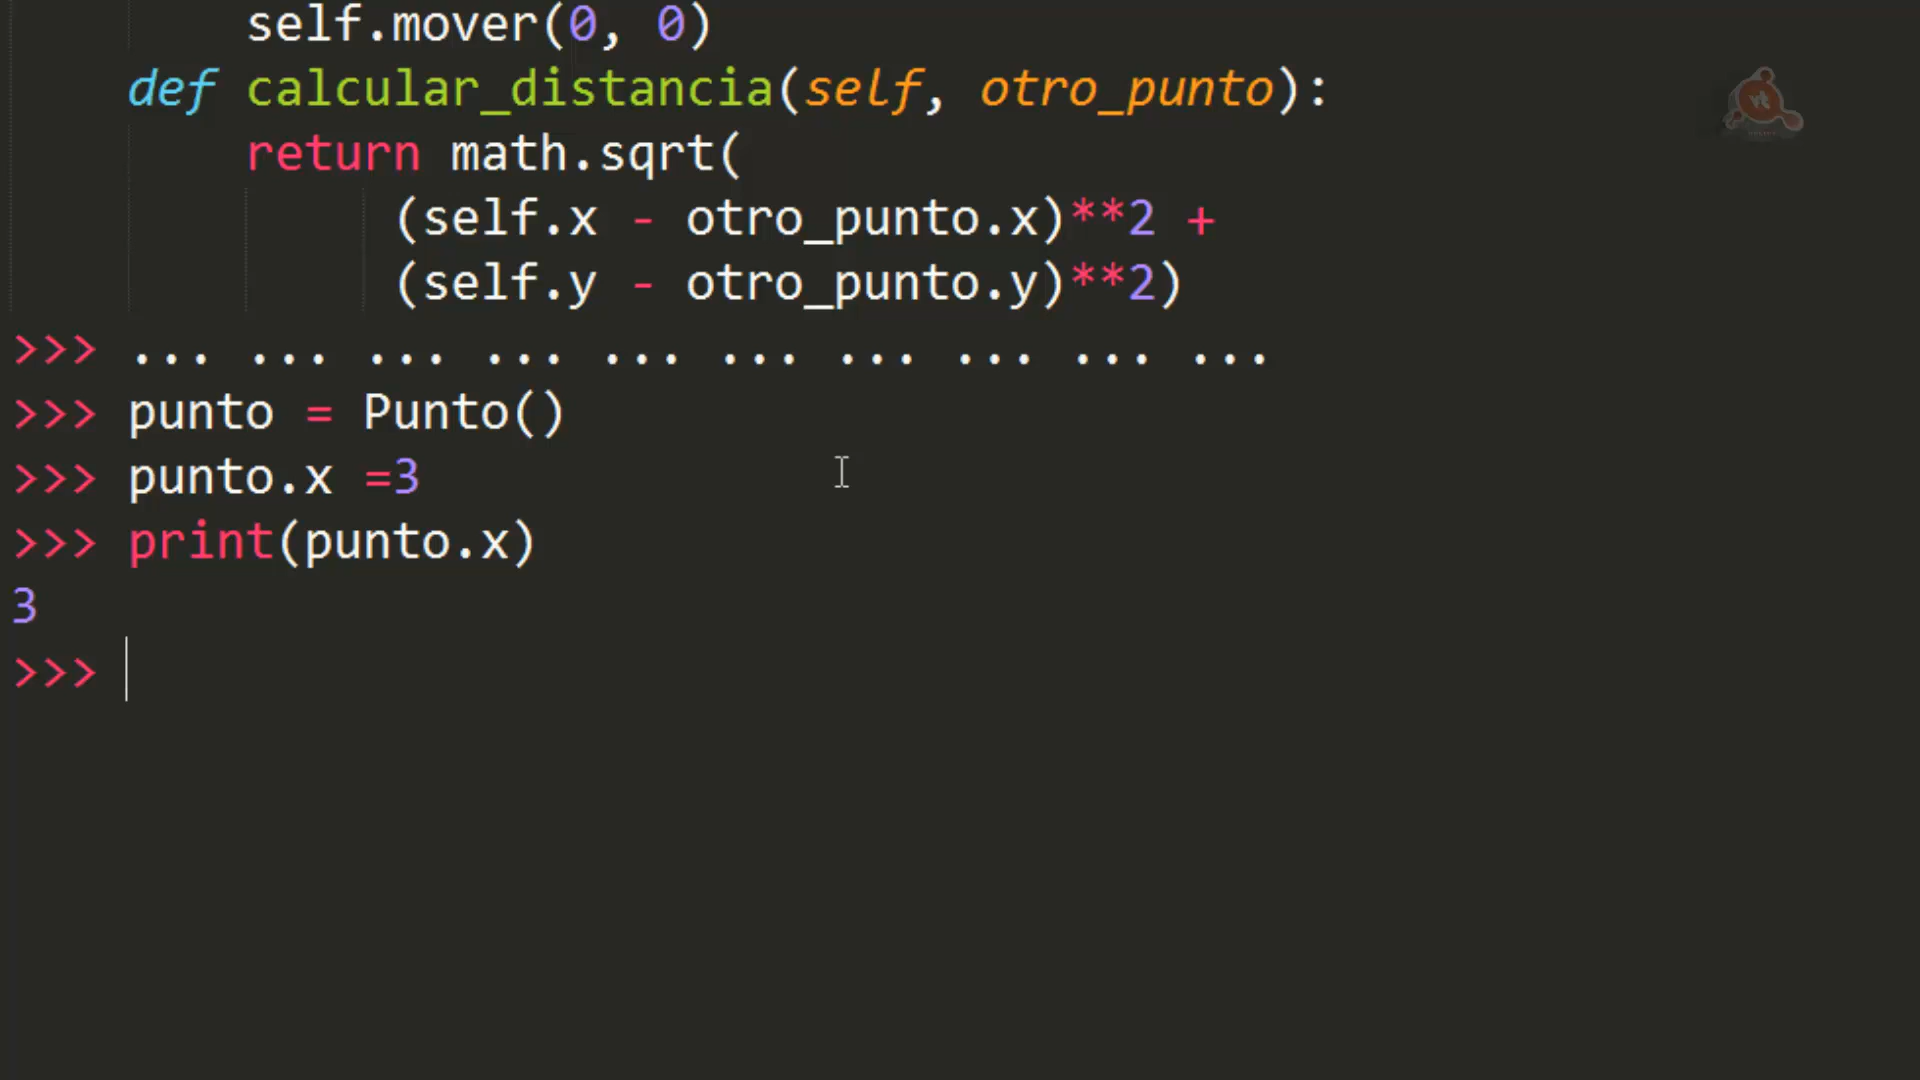 self.mover(0, 0)
def calcular_distancia(self, otro_punto):
return math.sqrt(
(self.x - otro_punto.x)**2 +
(self.y - otro_punto.y)**2)
>>> ... ... ... ... ... ... ... ... ... ...
>>> punto = Punto()
>>> punto.x =3
>>> print(punto.x)
3
>>>